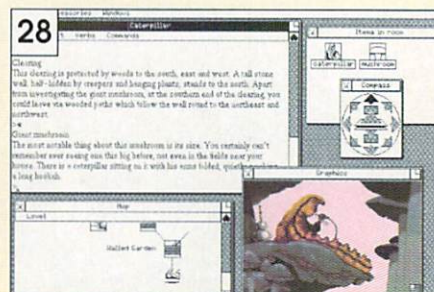 28
Windows
Caterpillar
Verbs Commands
Clearing
This clearing is protected by woods to the south, east and west. A tall stone
wall, half-hidden by creepers and hanging plants, stands to the south. Apart
from investigating the giant mushroom, at the southern end of the clearing, you
could leave via wooded paths which follow the wall round to the northeast and
northwest.
Giant mushroom
The most notable thing about this mushroom is its size. You certainly can't
remember ever seeing one this big before, not even in the fields near your
house. There is a caterpillar sitting on it with his arms folded, quietly smoking
a long hookah.
Items in room
Caterpillar
Mushroom
Compass
Map
Level
Walled Garden
Graphics